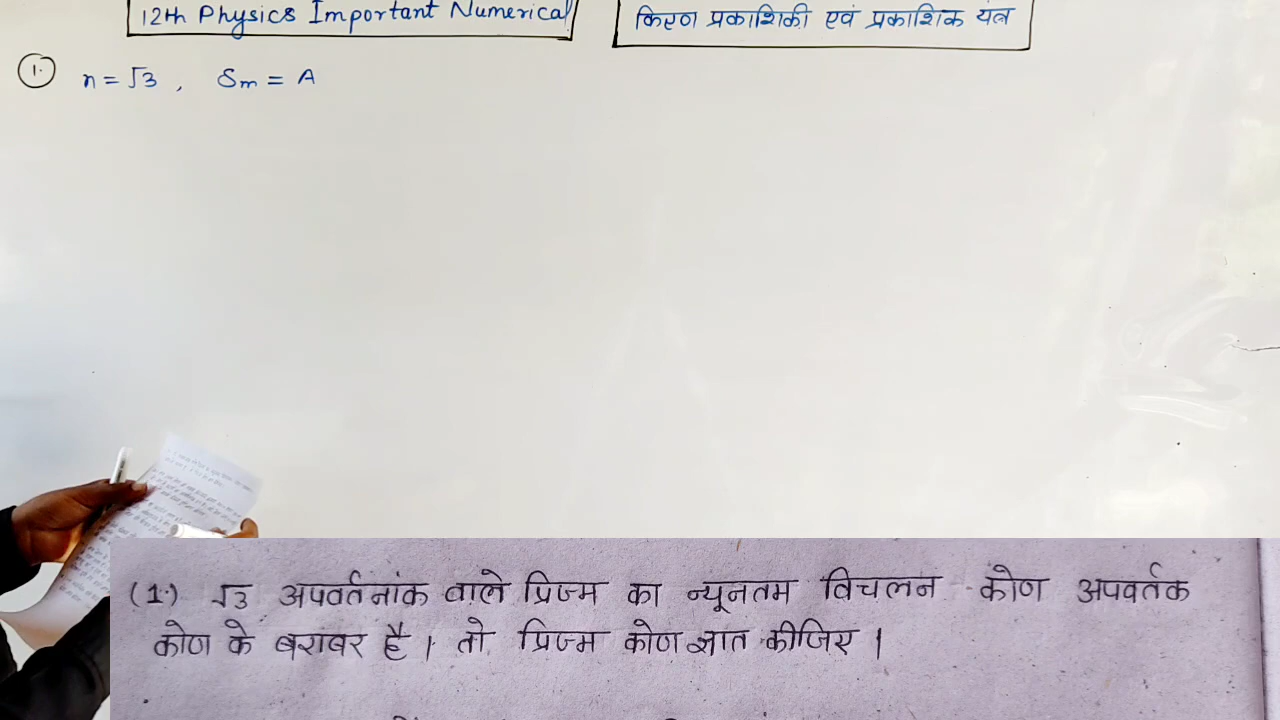 12th Physics Important Numerical
किरण प्रकाशिकी एवं प्रकाशिक यंत्र
1. n = √3 , δm = A
(1.) √3 अपवर्तनांक वाले प्रिज्म का न्यूनतम विचलन कोण अपवर्तक
कोण के बराबर है। तो प्रिज्म कोण ज्ञात कीजिए।